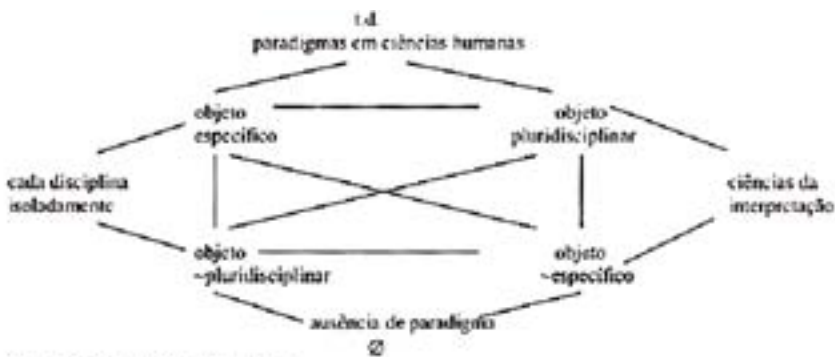 t.d.
paradigmas em ciências humanas
objeto
específico
objeto
pluridisciplinar
cada disciplina
isoladamente
ciências da
interpretação
objeto
~pluridisciplinar
objeto
~específico
ausência de paradigma
Ø